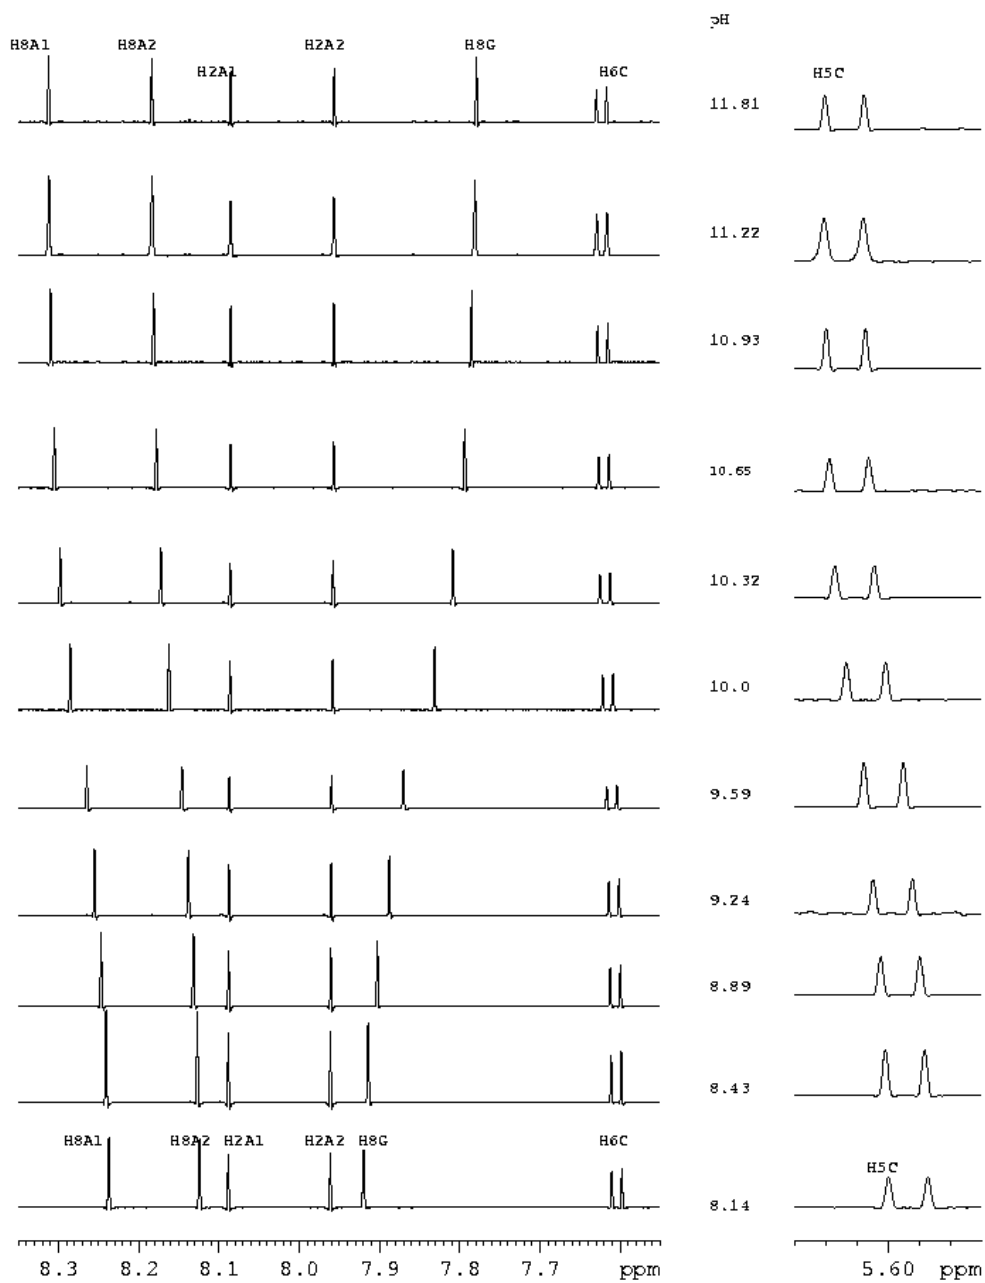 pH
H8A1 H8A2 H2A2 H8G
H2A1 H6C H5C
11.81
11.22
10.93
10.65
10.32
10.0
9.59
9.24
8.89
8.43
H8A1 H8A2 H2A1 H2A2 H8G H6C
H5C
8.14
8.3 8.2 8.1 8.0 7.9 7.8 7.7 ppm 5.60 ppm